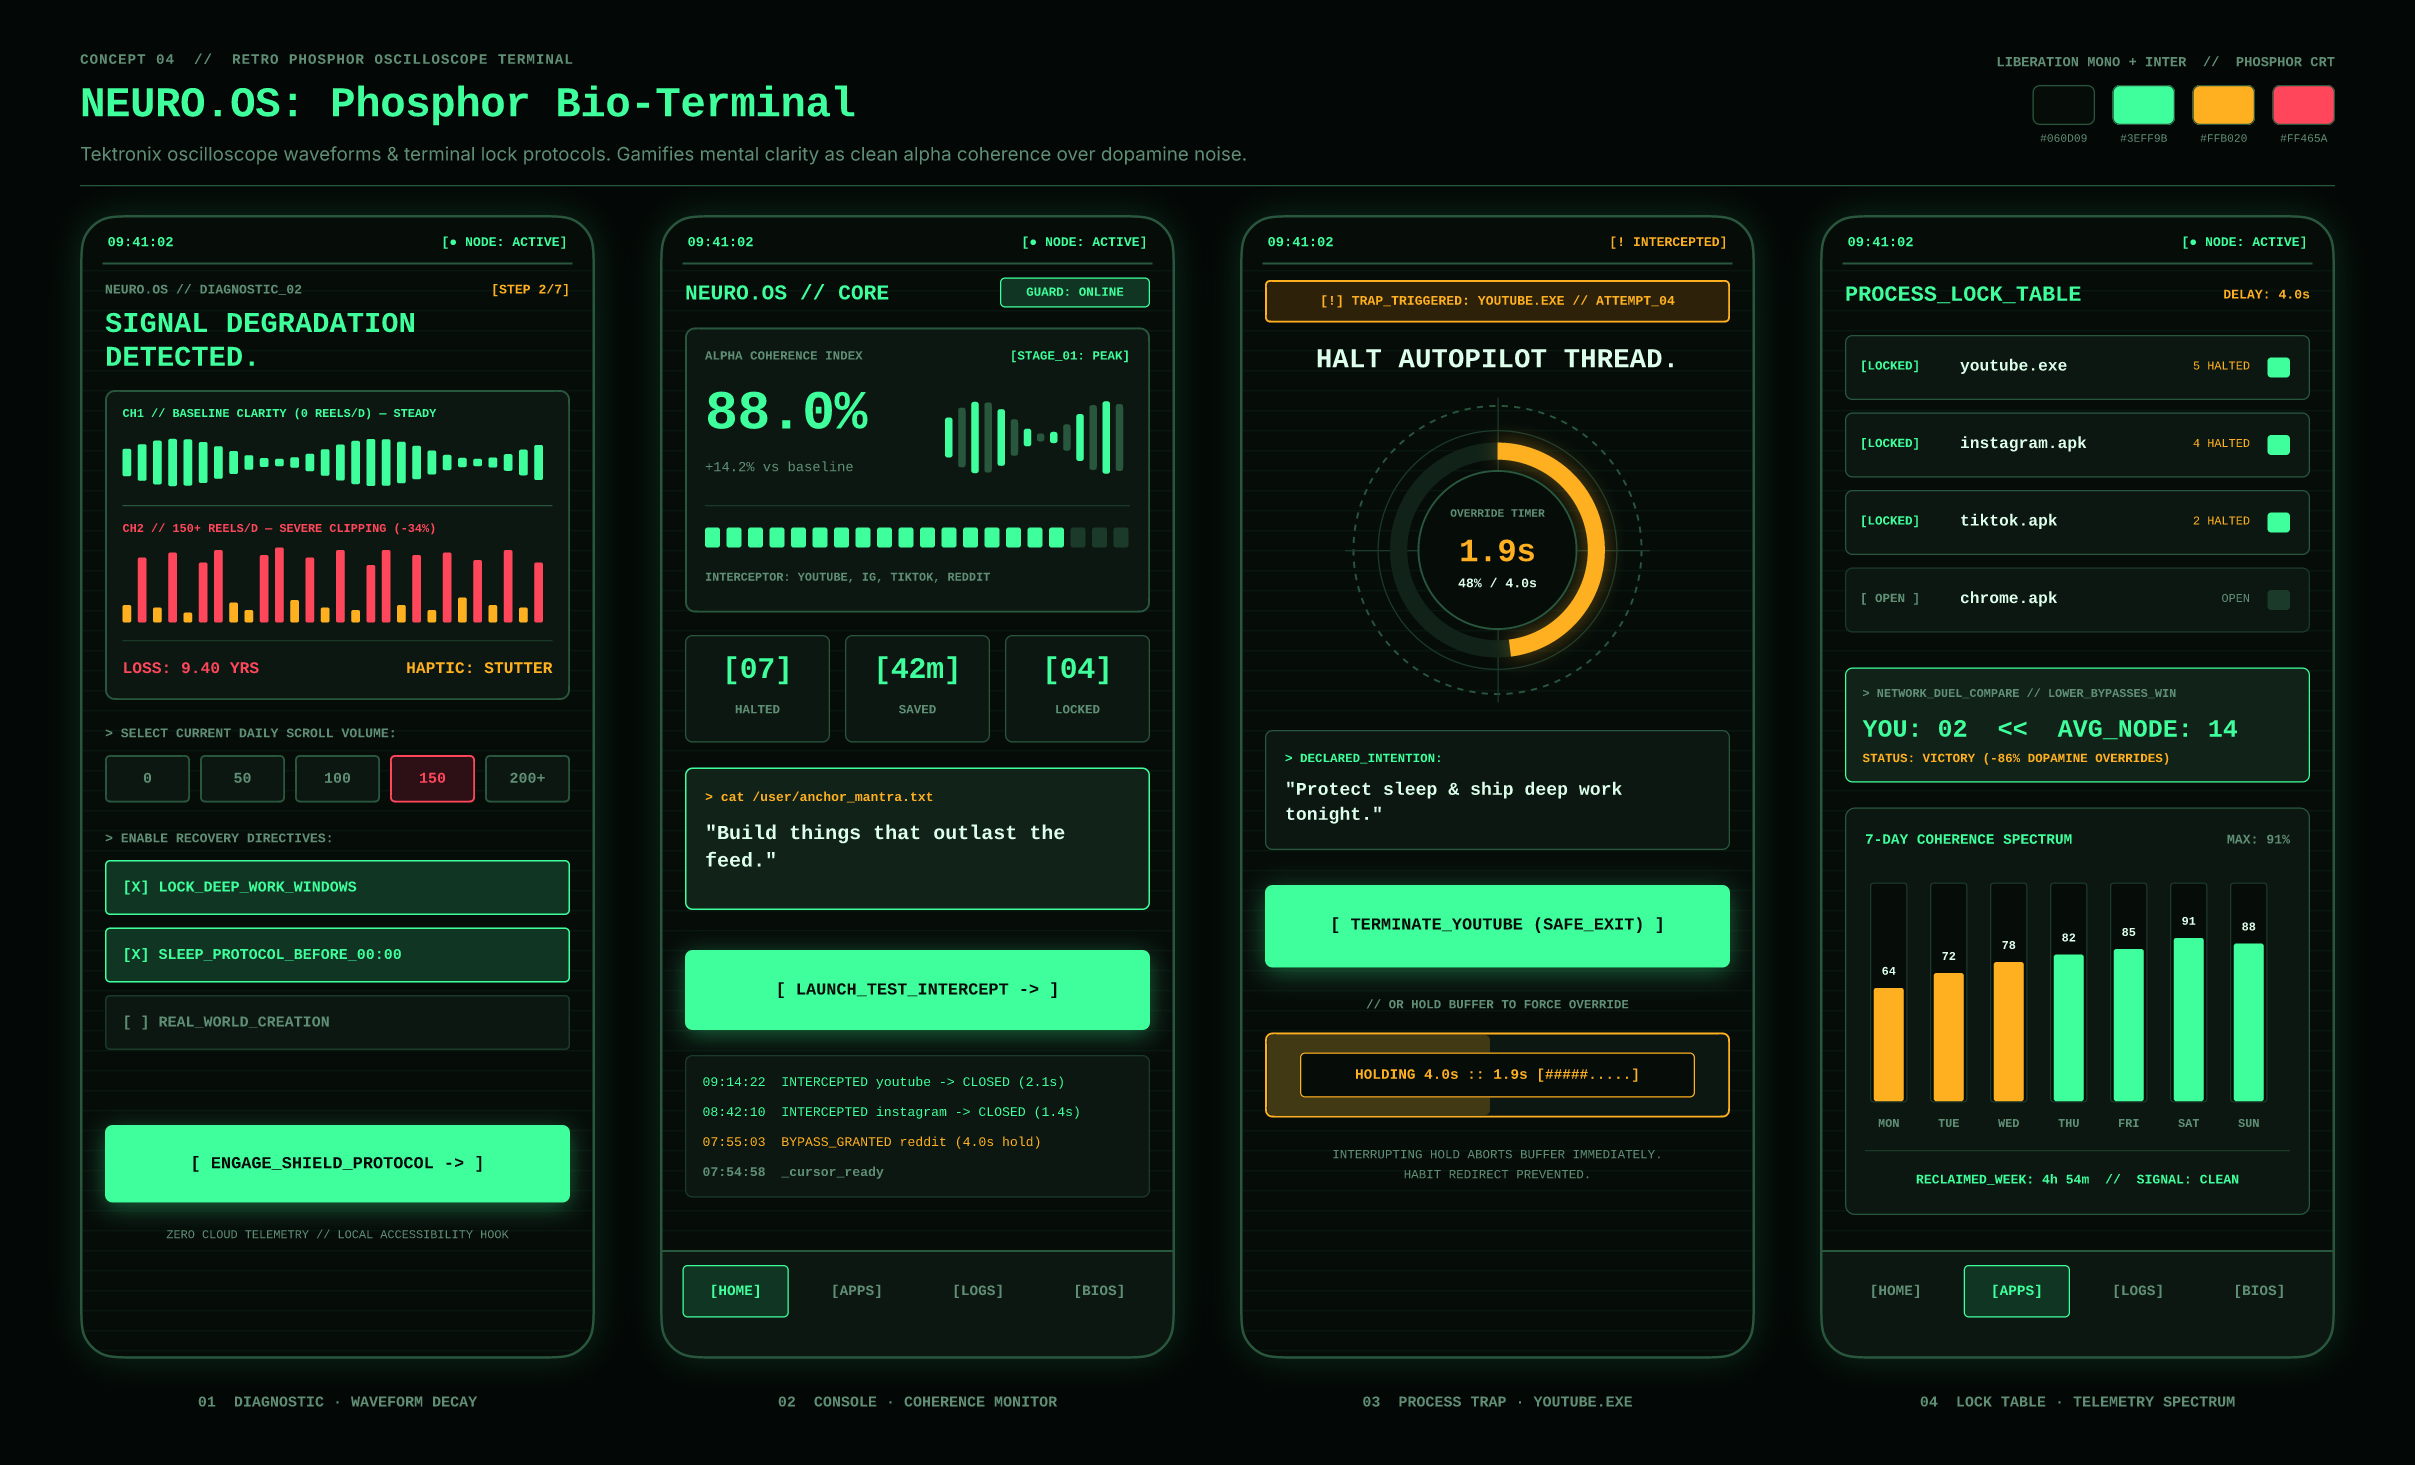 CONCEPT 04  //  RETRO PHOSPHOR OSCILLOSCOPE TERMINAL
NEURO.OS: Phosphor Bio-Terminal
Tektronix oscilloscope waveforms & terminal lock protocols. Gamifies mental clarity as clean alpha coherence over dopamine noise.
LIBERATION MONO + INTER  //  PHOSPHOR CRT
#060D09
#3EFF9B
#FFB020
#FF465A
09:41:02
[● NODE: ACTIVE]
NEURO.OS // DIAGNOSTIC_02
[STEP 2/7]
SIGNAL DEGRADATION
DETECTED.
CH1 // BASELINE CLARITY (0 REELS/D) — STEADY
CH2 // 150+ REELS/D — SEVERE CLIPPING (-34%)
LOSS: 9.40 YRS
HAPTIC: STUTTER
> SELECT CURRENT DAILY SCROLL VOLUME:
0
50
100
150
200+
> ENABLE RECOVERY DIRECTIVES:
[X] LOCK_DEEP_WORK_WINDOWS
[X] SLEEP_PROTOCOL_BEFORE_00:00
[ ] REAL_WORLD_CREATION
[ ENGAGE_SHIELD_PROTOCOL -> ]
ZERO CLOUD TELEMETRY // LOCAL ACCESSIBILITY HOOK
01  DIAGNOSTIC · WAVEFORM DECAY
09:41:02
[● NODE: ACTIVE]
NEURO.OS // CORE
GUARD: ONLINE
ALPHA COHERENCE INDEX
[STAGE_01: PEAK]
88.0%
+14.2% vs baseline
INTERCEPTOR: YOUTUBE, IG, TIKTOK, REDDIT
[07]
HALTED
[42m]
SAVED
[04]
LOCKED
> cat /user/anchor_mantra.txt
"Build things that outlast the
feed."
[ LAUNCH_TEST_INTERCEPT -> ]
09:14:22  INTERCEPTED youtube -> CLOSED (2.1s)
08:42:10  INTERCEPTED instagram -> CLOSED (1.4s)
07:55:03  BYPASS_GRANTED reddit (4.0s hold)
07:54:58  _cursor_ready
[HOME]
[APPS]
[LOGS]
[BIOS]
02  CONSOLE · COHERENCE MONITOR
09:41:02
[! INTERCEPTED]
[!] TRAP_TRIGGERED: YOUTUBE.EXE // ATTEMPT_04
HALT AUTOPILOT THREAD.
OVERRIDE TIMER
1.9s
48% / 4.0s
> DECLARED_INTENTION:
"Protect sleep & ship deep work
tonight."
[ TERMINATE_YOUTUBE (SAFE_EXIT) ]
// OR HOLD BUFFER TO FORCE OVERRIDE
HOLDING 4.0s :: 1.9s [#####.....]
INTERRUPTING HOLD ABORTS BUFFER IMMEDIATELY.
HABIT REDIRECT PREVENTED.
03  PROCESS TRAP · YOUTUBE.EXE
09:41:02
[● NODE: ACTIVE]
PROCESS_LOCK_TABLE
DELAY: 4.0s
[LOCKED]
youtube.exe
5 HALTED
[LOCKED]
instagram.apk
4 HALTED
[LOCKED]
tiktok.apk
2 HALTED
[ OPEN ]
chrome.apk
OPEN
> NETWORK_DUEL_COMPARE // LOWER_BYPASSES_WIN
YOU: 02  <<  AVG_NODE: 14
STATUS: VICTORY (-86% DOPAMINE OVERRIDES)
7-DAY COHERENCE SPECTRUM
MAX: 91%
64
72
78
82
85
91
88
MON
TUE
WED
THU
FRI
SAT
SUN
RECLAIMED_WEEK: 4h 54m  //  SIGNAL: CLEAN
[HOME]
[APPS]
[LOGS]
[BIOS]
04  LOCK TABLE · TELEMETRY SPECTRUM